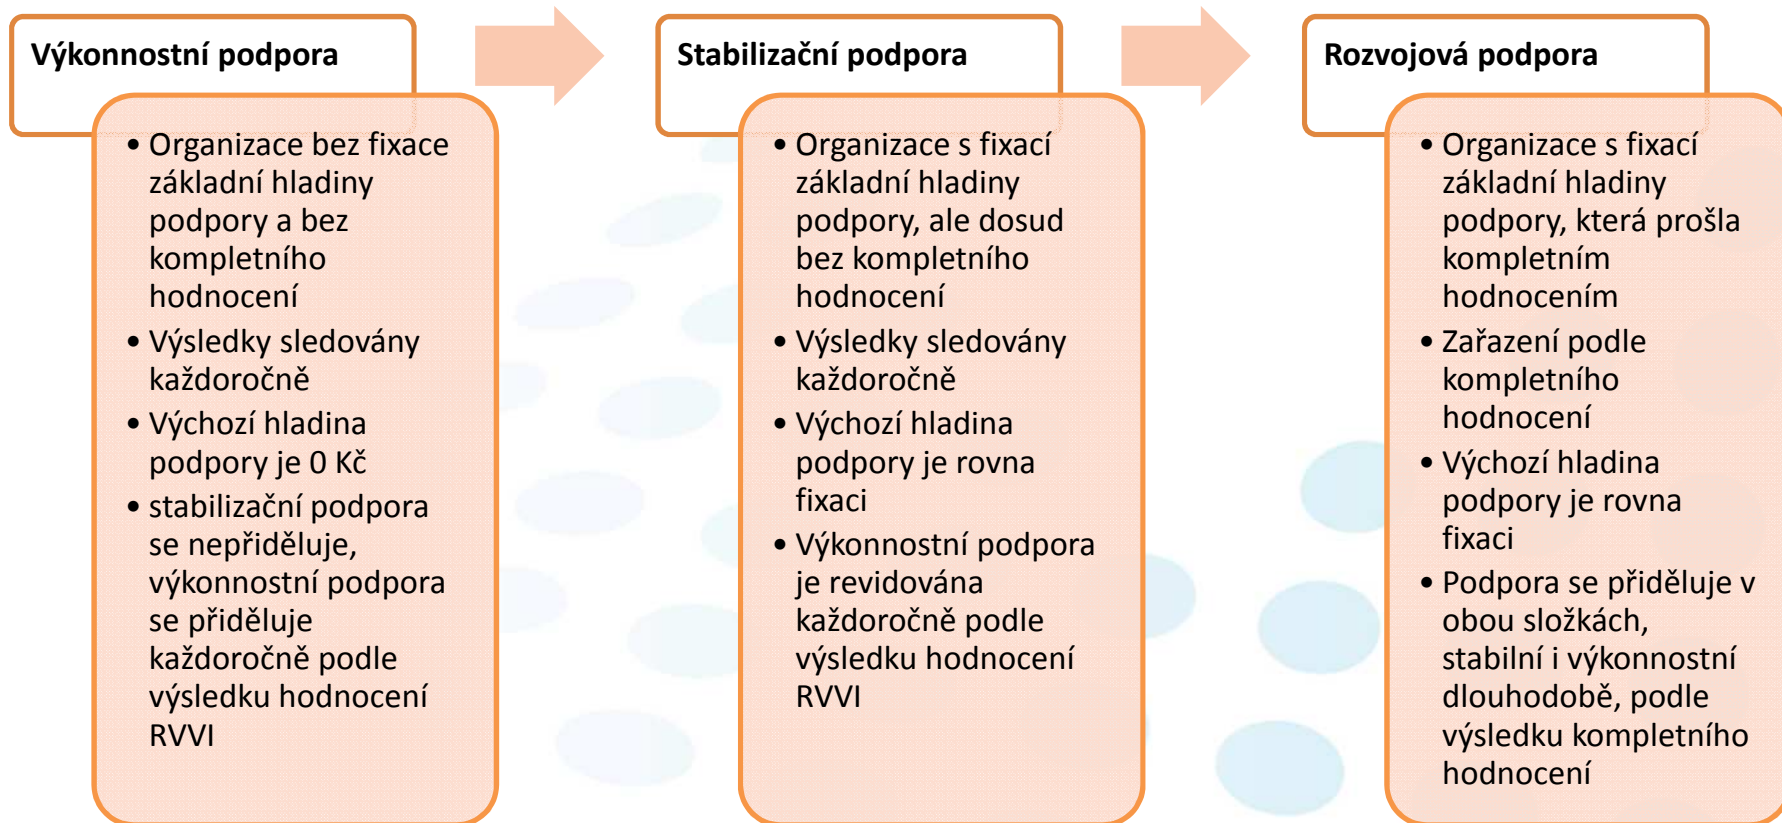 Výkonnostní podpora
• Organizace bez fixace
základní hladiny
podpory a bez
kompletního
hodnocení
• Výsledky sledovány
každoročně
• Výchozí hladina
podpory je 0 Kč
• stabilizační podpora
se nepřiděluje,
výkonnostní podpora
se přiděluje
každoročně podle
výsledku hodnocení
RVVI
Stabilizační podpora
• Organizace s fixací
základní hladiny
podpory, ale dosud
bez kompletního
hodnocení
• Výsledky sledovány
každoročně
• Výchozí hladina
podpory je rovna
fixaci
• Výkonnostní podpora
je revidována
každoročně podle
výsledku hodnocení
RVVI
Rozvojová podpora
• Organizace s fixací
základní hladiny
podpory, která prošla
kompletním
hodnocením
• Zařazení podle
kompletního
hodnocení
• Výchozí hladina
podpory je rovna
fixaci
• Podpora se přiděluje v
obou složkách,
stabilní i výkonnostní
dlouhodobě, podle
výsledku kompletního
hodnocení